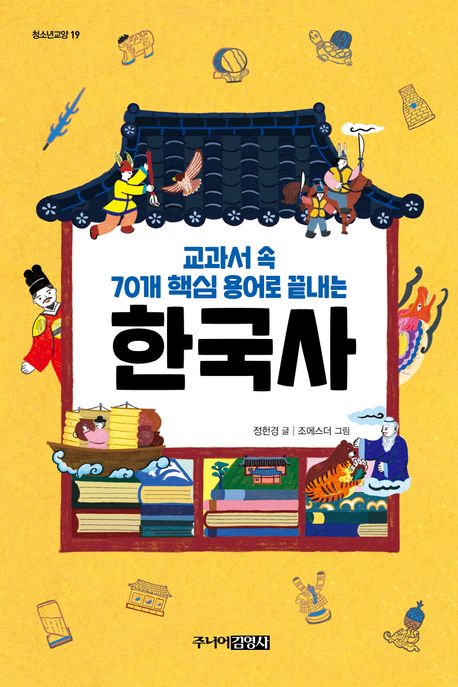 청소년교양 19
교과서 속
70개 핵심 용어로 끝내는
한국사
정헌경 글 | 조에스더 그림
주니어김영사